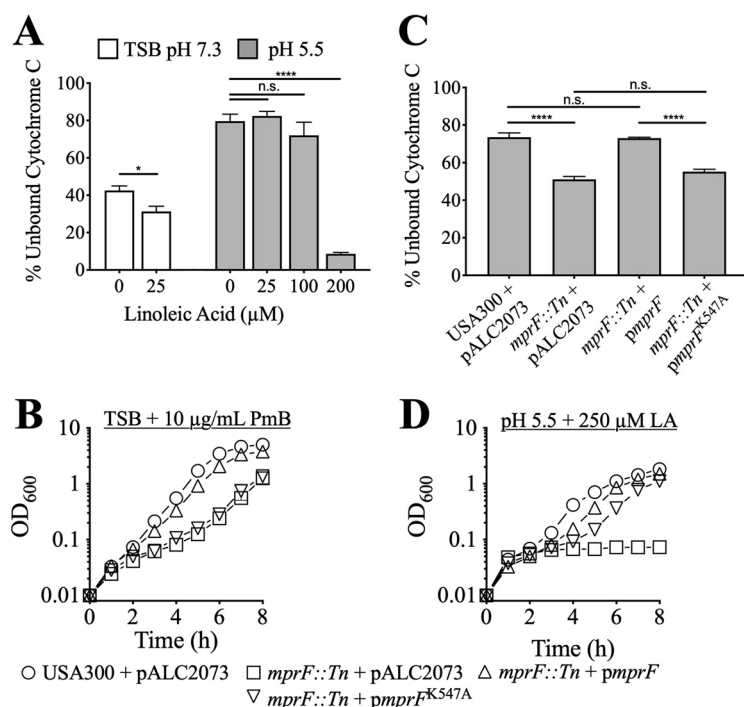 A
TSB pH 7.3
pH 5.5
% Unbound Cytochrome C
100
80
60
40
20
0
*
n.s.
****
0 25 0 25 100 200
Linoleic Acid (µM)
C
% Unbound Cytochrome C
100
80
60
40
20
0
n.s.
n.s.
****
****
USA300 +
pALC2073
mprF::Tn +
pALC2073
mprF::Tn +
pmprF
mprF::Tn +
pmprF^K547A
B
TSB + 10 µg/mL PmB
OD600
10
1
0.1
0.01
0 2 4 6 8
Time (h)
D
pH 5.5 + 250 µM LA
OD600
10
1
0.1
0.01
0 2 4 6 8
Time (h)
USA300 + pALC2073
mprF::Tn + pALC2073
mprF::Tn + pmprF
mprF::Tn + pmprF^K547A